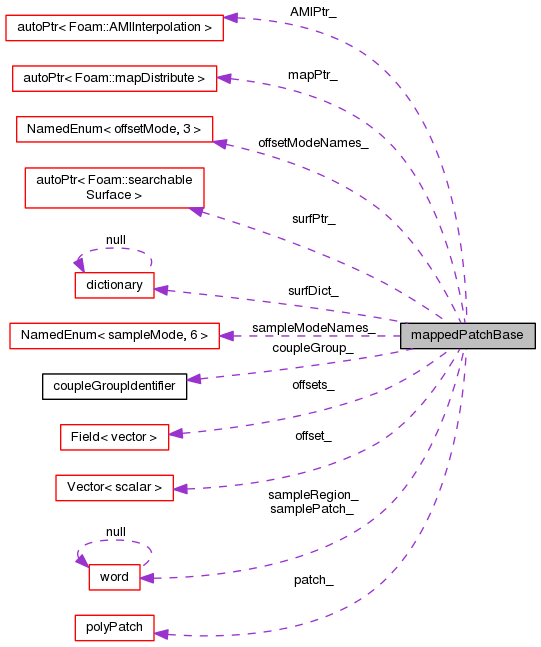 AMIPtr_
autoPtr< Foam::AMIInterpolation >
mapPtr_
autoPtr< Foam::mapDistribute >
NamedEnum< offsetMode, 3 >
offsetModeNames_
autoPtr< Foam::searchable
Surface >
surfPtr_
null
dictionary
surfDict_
NamedEnum< sampleMode, 6 >
sampleModeNames_
mappedPatchBase
coupleGroup_
coupleGroupIdentifier
offsets_
Field< vector >
offset_
Vector< scalar >
sampleRegion_
samplePatch_
null
word
patch_
polyPatch